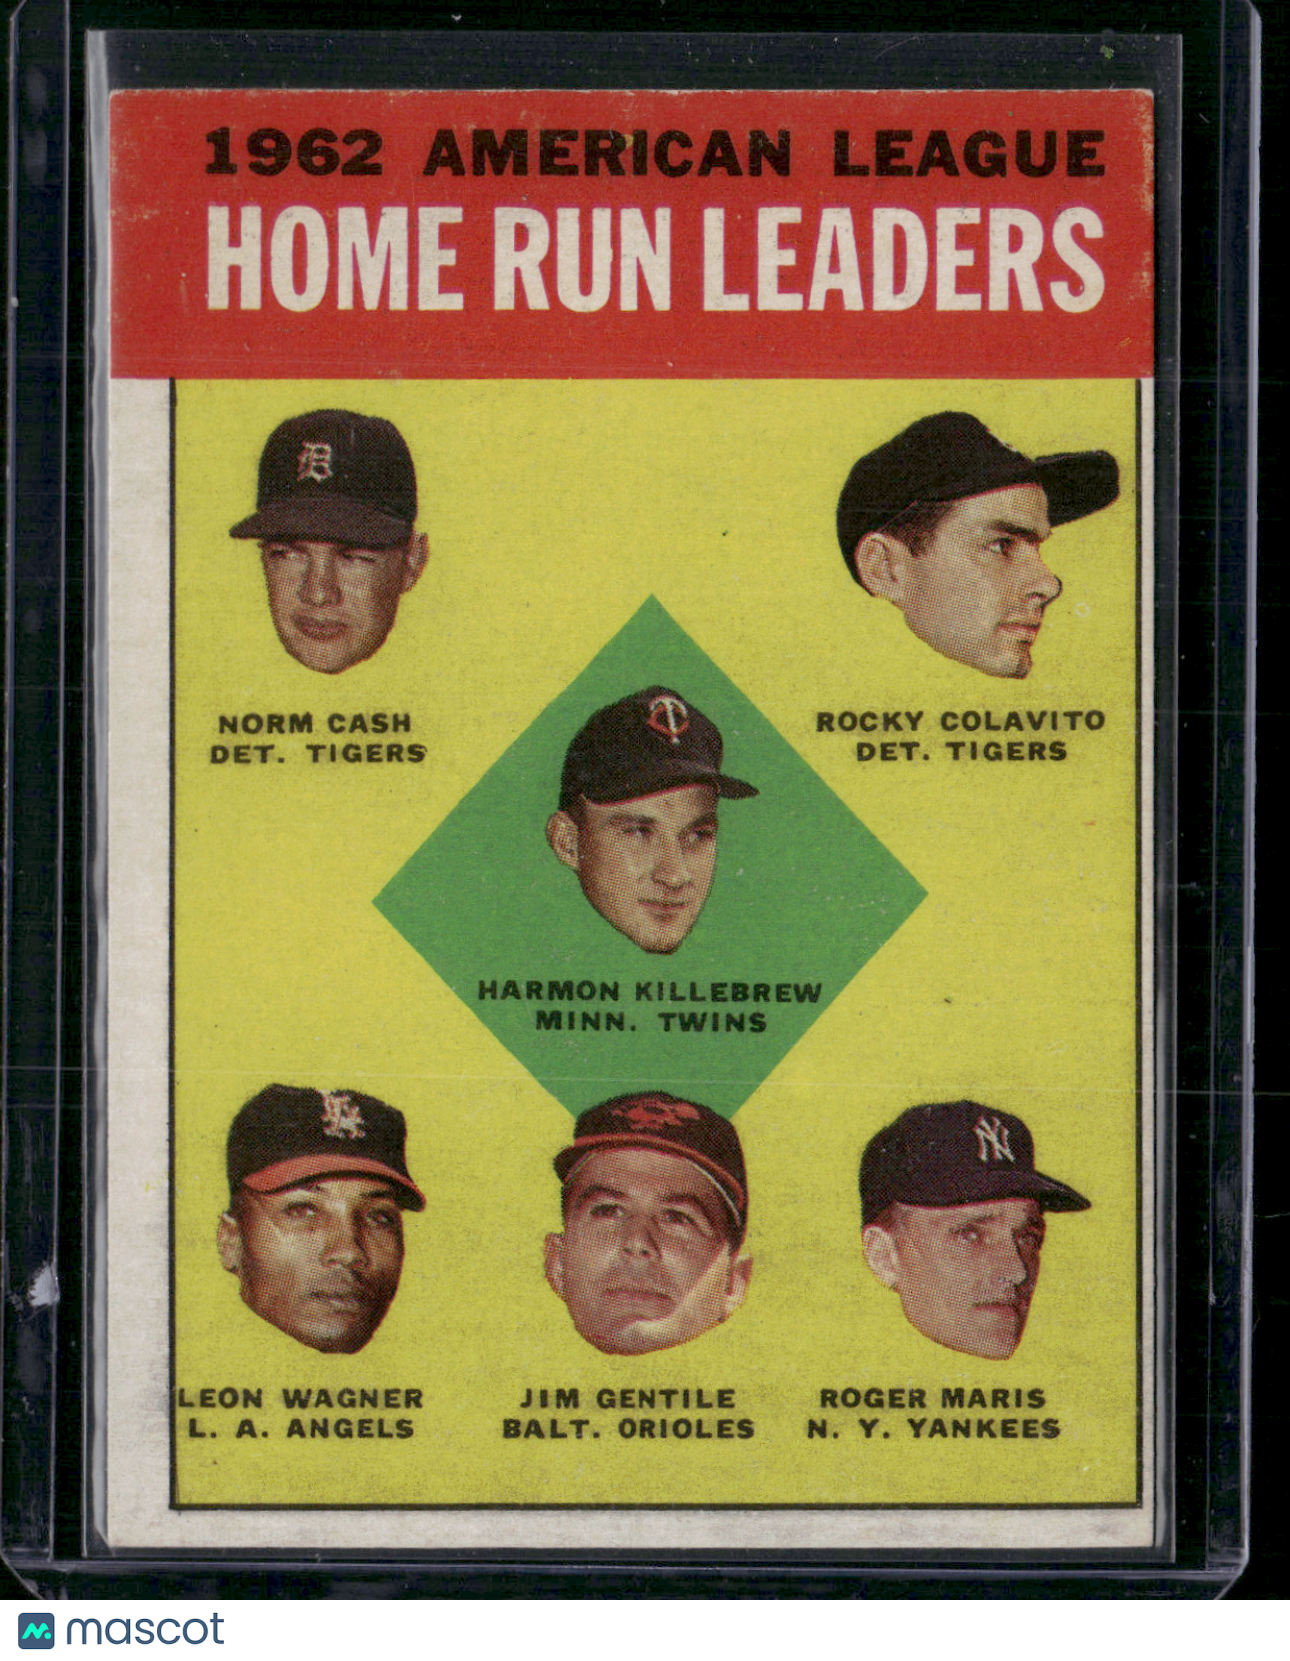 1962 AMERICAN LEAGUE
HOME RUN LEADERS
NORM CASH
DET. TIGERS
ROCKY COLAVITO
DET. TIGERS
HARMON KILLEBREW
MINN. TWINS
LEON WAGNER
L. A. ANGELS
JIM GENTILE
BALT. ORIOLES
ROGER MARIS
N. Y. YANKEES
mascot